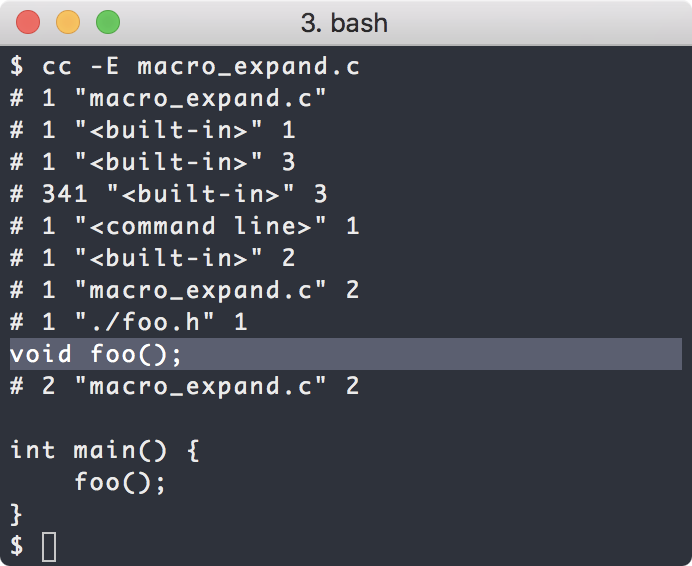 3. bash
$ cc -E macro_expand.c
# 1 "macro_expand.c"
# 1 "<built-in>" 1
# 1 "<built-in>" 3
# 341 "<built-in>" 3
# 1 "<command line>" 1
# 1 "<built-in>" 2
# 1 "macro_expand.c" 2
# 1 "./foo.h" 1
void foo();
# 2 "macro_expand.c" 2

int main() {
    foo();
}
$